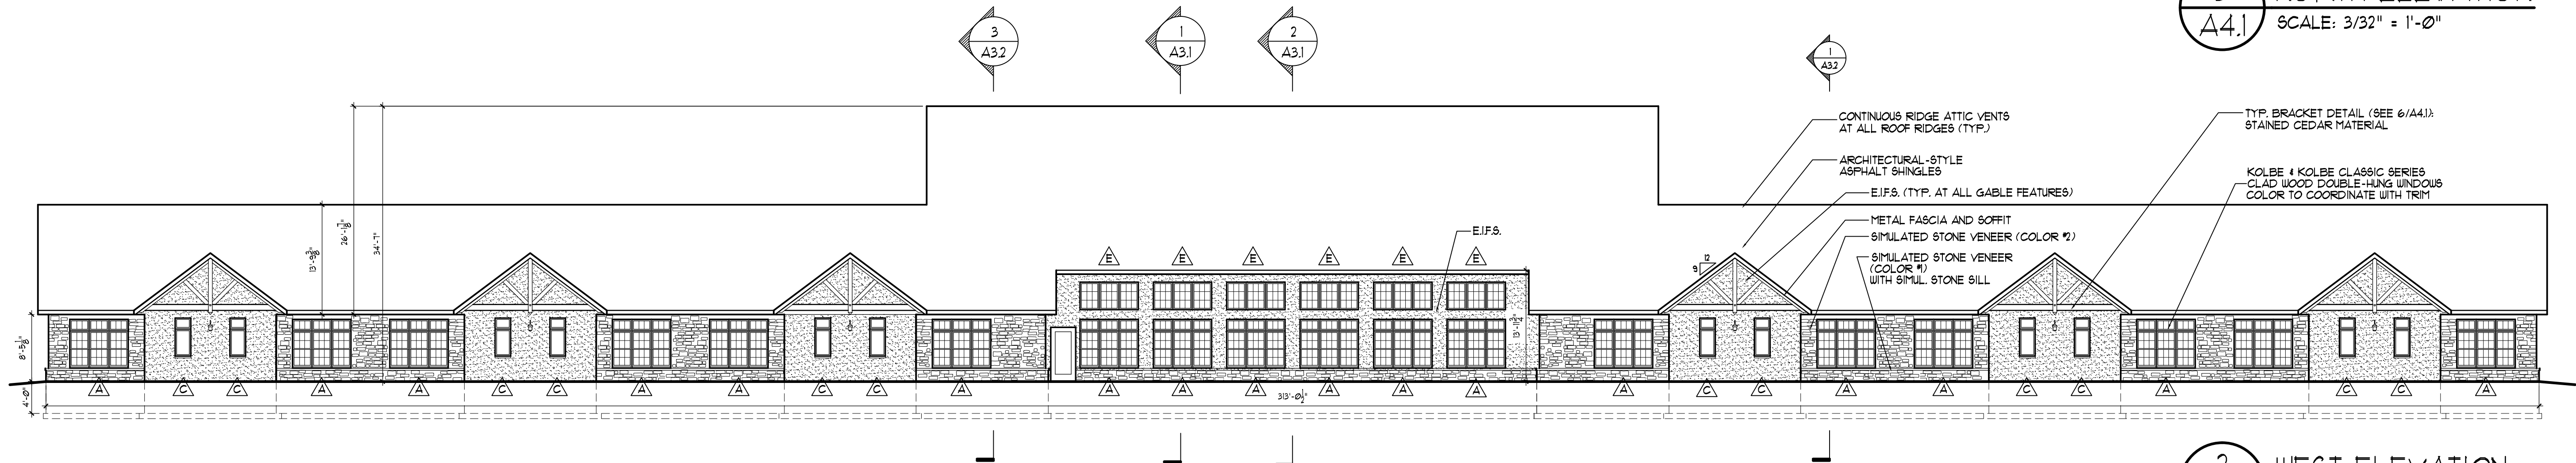 3
A3.2
1
A3.1
2
A3.1
1
A3.2
A4.1
SCALE: 3/32" = 1'-0"
CONTINUOUS RIDGE ATTIC VENTS
AT ALL ROOF RIDGES (TYP.)
ARCHITECTURAL-STYLE
ASPHALT SHINGLES
E.I.F.S. (TYP. AT ALL GABLE FEATURES)
METAL FASCIA AND SOFFIT
SIMULATED STONE VENEER (COLOR #2)
SIMULATED STONE VENEER
(COLOR #1)
WITH SIMUL. STONE SILL
TYP. BRACKET DETAIL (SEE 6/A4.1):
STAINED CEDAR MATERIAL
KOLBE & KOLBE CLASSIC SERIES
CLAD WOOD DOUBLE-HUNG WINDOWS
COLOR TO COORDINATE WITH TRIM
E.I.F.S.
12
9
13'-9 3/8"
26'-1 7/8"
34'-7"
8'-5 1/8"
4'-0"
E E E E E E
13'-1 3/4"
A C C A A C C A A C C A A A A A A A A C C A A C C A C C A
313'-0 1/2"
2
WEST ELEVATION